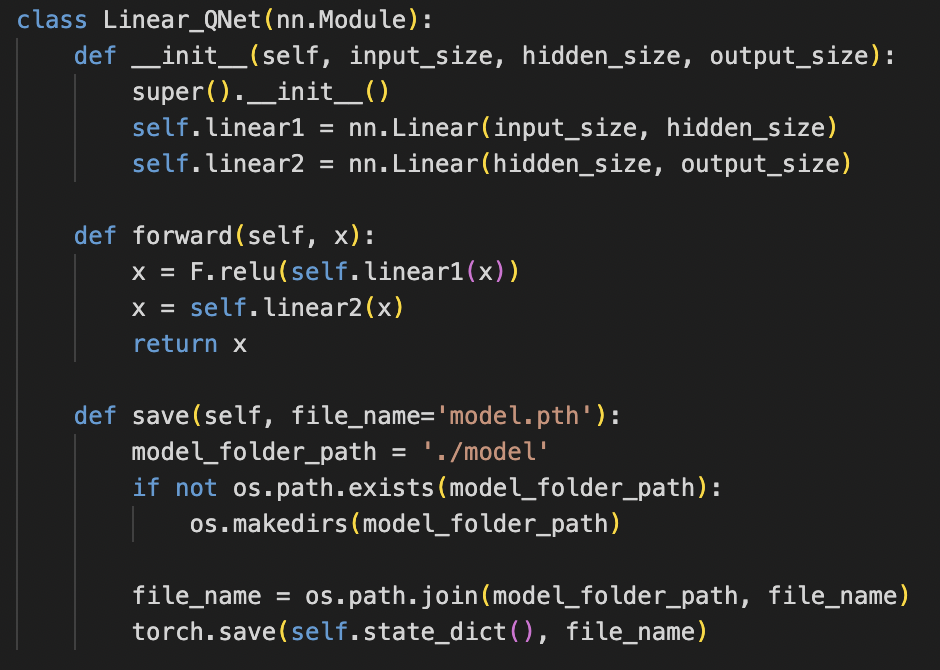 class Linear_QNet(nn.Module):
    def __init__(self, input_size, hidden_size, output_size):
        super().__init__()
        self.linear1 = nn.Linear(input_size, hidden_size)
        self.linear2 = nn.Linear(hidden_size, output_size)

    def forward(self, x):
        x = F.relu(self.linear1(x))
        x = self.linear2(x)
        return x

    def save(self, file_name='model.pth'):
        model_folder_path = './model'
        if not os.path.exists(model_folder_path):
            os.makedirs(model_folder_path)

        file_name = os.path.join(model_folder_path, file_name)
        torch.save(self.state_dict(), file_name)